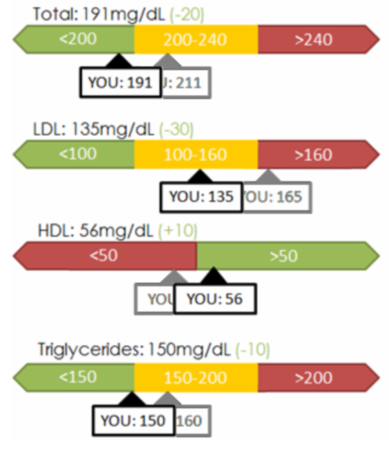 Total: 191mg/dL (-20)
<200 200-240 >240
YOU: 191 : 211
LDL: 135mg/dL (-30)
<100 100-160 >160
YOU: 135 OU: 165
HDL: 56mg/dL (+10)
<50 >50
YOU YOU: 56
Triglycerides: 150mg/dL (-10)
<150 150-200 >200
YOU: 150 160